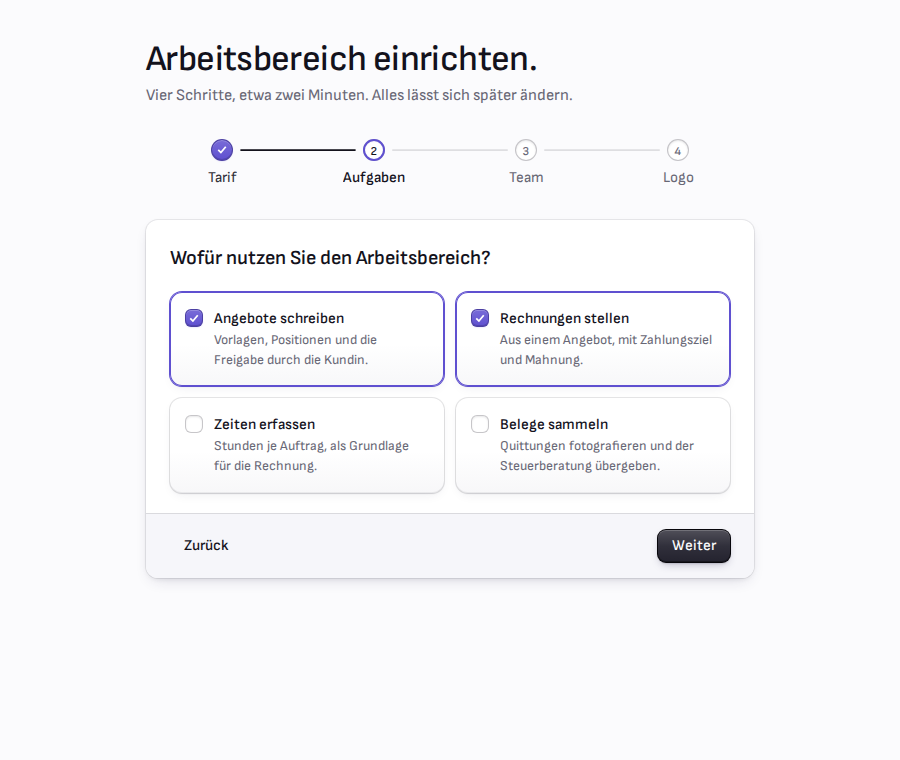 Arbeitsbereich einrichten.
Vier Schritte, etwa zwei Minuten. Alles lässt sich später ändern.
2
3
4
Tarif
Aufgaben
Team
Logo
Wofür nutzen Sie den Arbeitsbereich?
Angebote schreiben
Vorlagen, Positionen und die
Freigabe durch die Kundin.
Rechnungen stellen
Aus einem Angebot, mit Zahlungsziel
und Mahnung.
Zeiten erfassen
Stunden je Auftrag, als Grundlage
für die Rechnung.
Belege sammeln
Quittungen fotografieren und der
Steuerberatung übergeben.
Zurück
Weiter